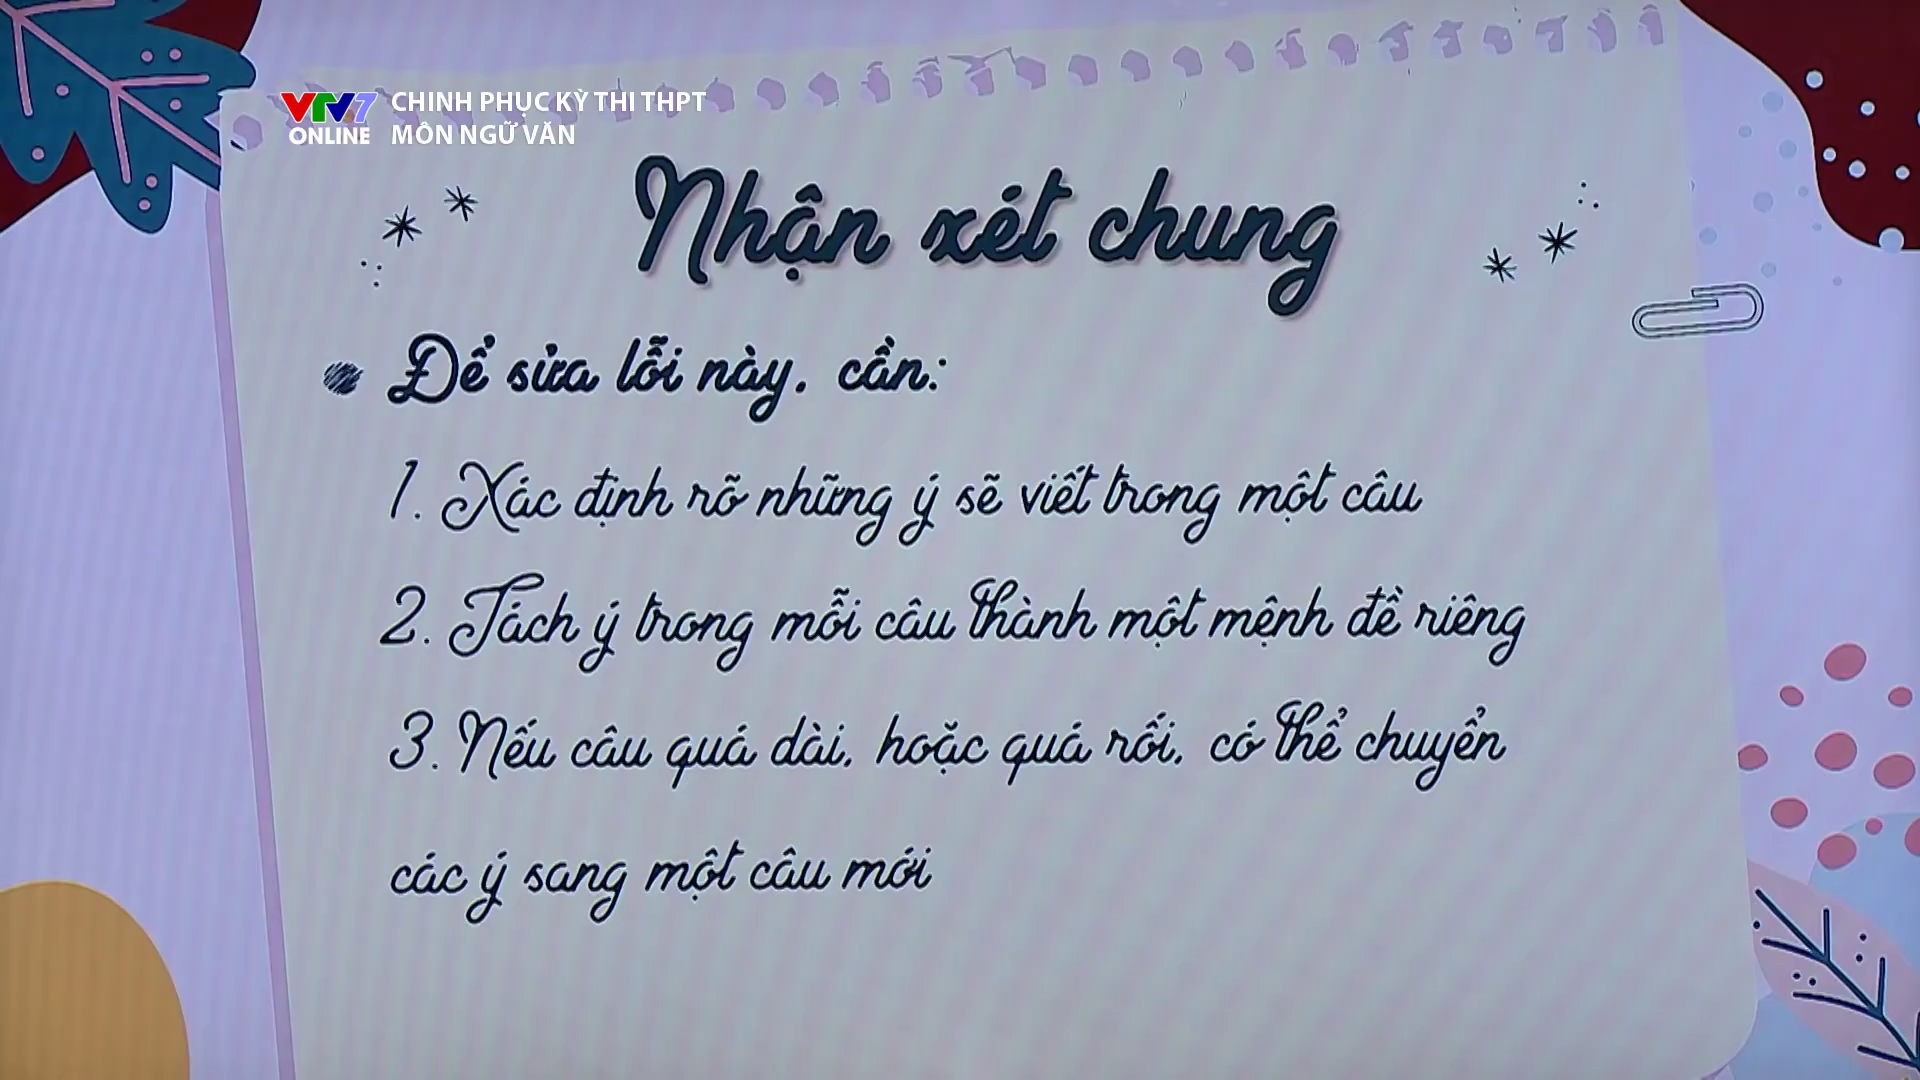 VTV7 CHINH PHỤC KỲ THI THPT
ONLINE MÔN NGỮ VĂN
Nhận xét chung
Để sửa lỗi này, cần:
1. Xác định rõ những ý sẽ viết trong một câu
2. Tách ý trong mỗi câu thành một mệnh đề riêng
3. Nếu câu quá dài, hoặc quá rối, có thể chuyển
các ý sang một câu mới